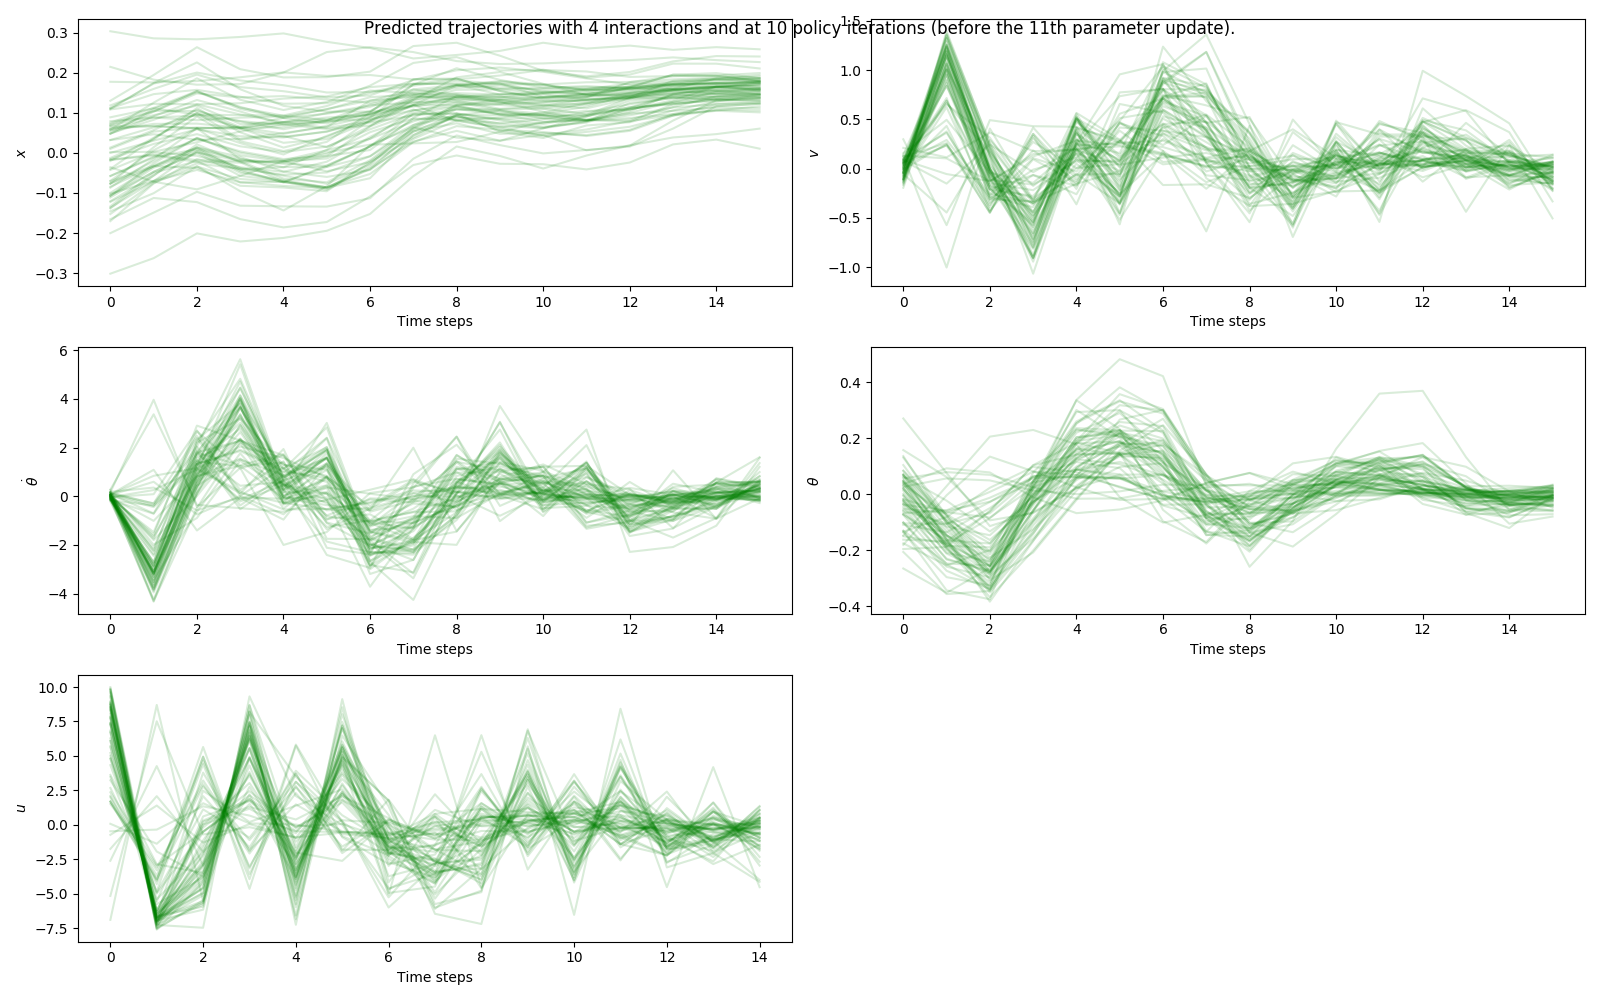 Predicted trajectories with 4 interactions and at 10 policy iterations (before the 11th parameter update).
0.3
0.2
0.1
0.0
−0.1
−0.2
−0.3
x
0 2 4 6 8 10 12 14
Time steps
1.5
1.0
0.5
0.0
−0.5
−1.0
v
0 2 4 6 8 10 12 14
Time steps
6
4
2
0
−2
−4
θ̇
0 2 4 6 8 10 12 14
Time steps
0.4
0.2
0.0
−0.2
−0.4
θ
0 2 4 6 8 10 12 14
Time steps
10.0
7.5
5.0
2.5
0.0
−2.5
−5.0
−7.5
u
0 2 4 6 8 10 12 14
Time steps